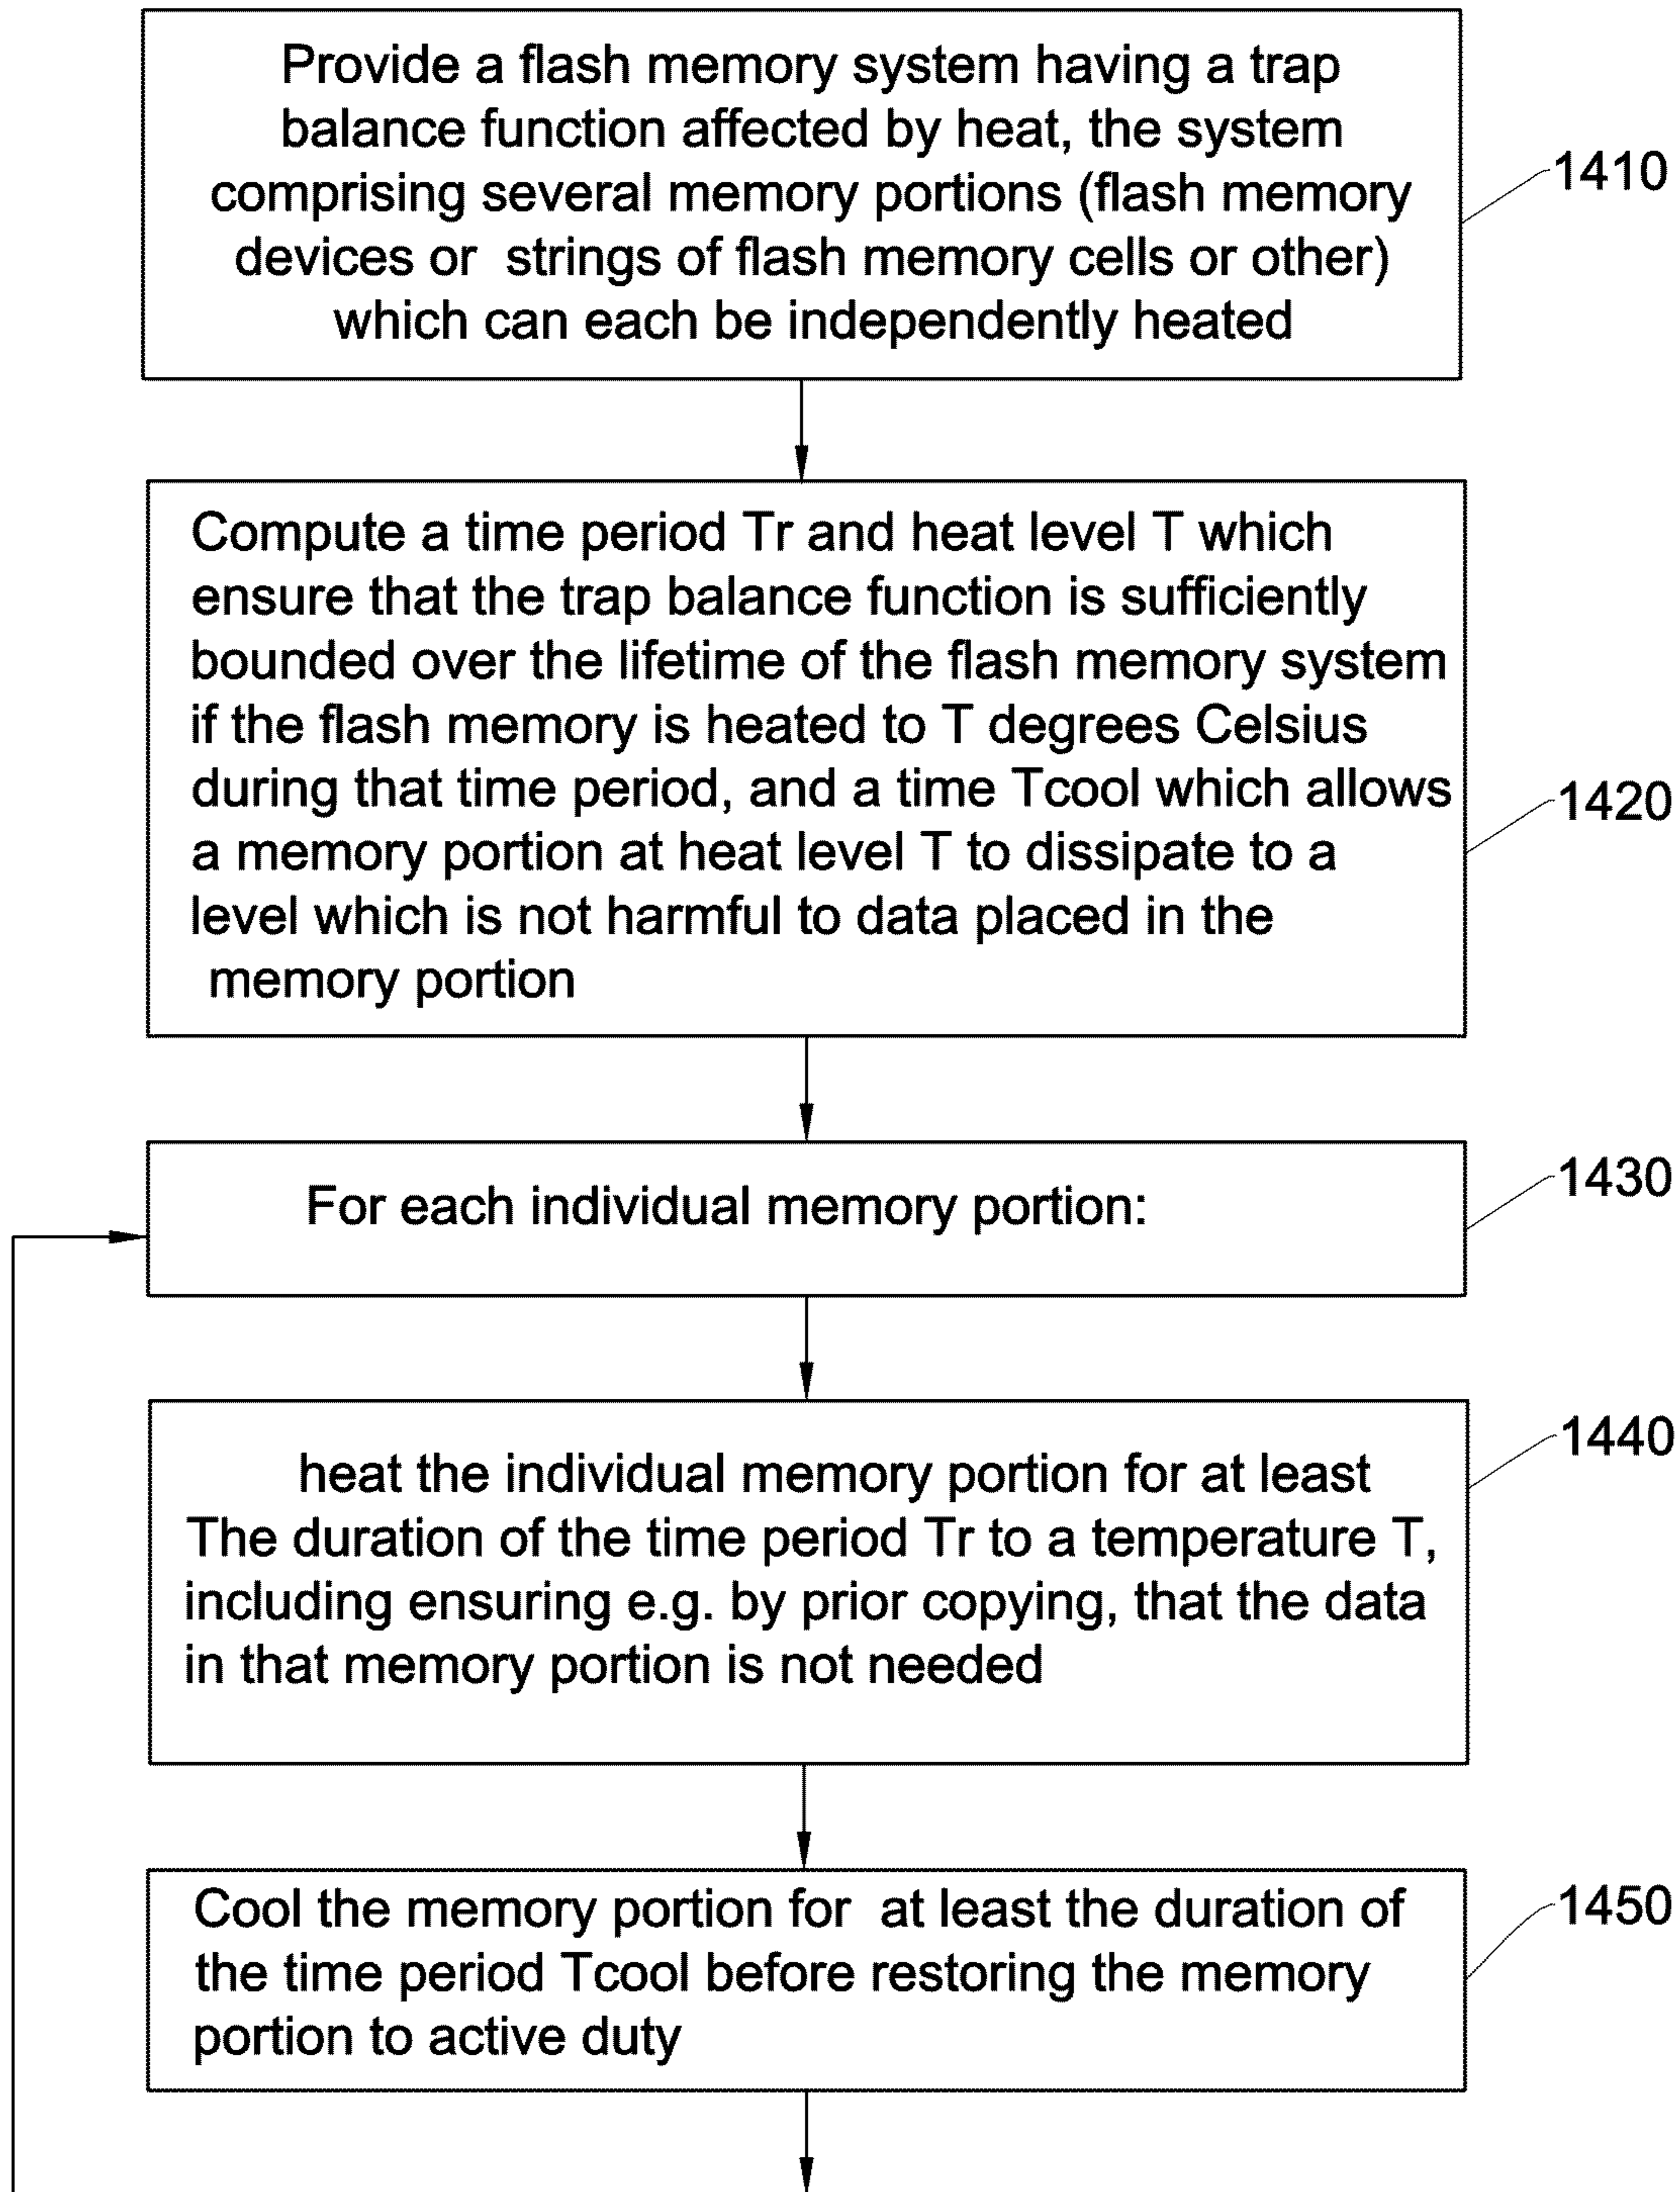 Provide a flash memory system having a trap
balance function affected by heat, the system
comprising several memory portions (flash memory
devices or  strings of flash memory cells or other)
which can each be independently heated
1410
Compute a time period Tr and heat level T which
ensure that the trap balance function is sufficiently
bounded over the lifetime of the flash memory system
if the flash memory is heated to T degrees Celsius
during that time period, and a time Tcool which allows
a memory portion at heat level T to dissipate to a
level which is not harmful to data placed in the
memory portion
1420
For each individual memory portion:
1430
heat the individual memory portion for at least
The duration of the time period Tr to a temperature T,
including ensuring e.g. by prior copying, that the data
in that memory portion is not needed
1440
Cool the memory portion for  at least the duration of
the time period Tcool before restoring the memory
portion to active duty
1450